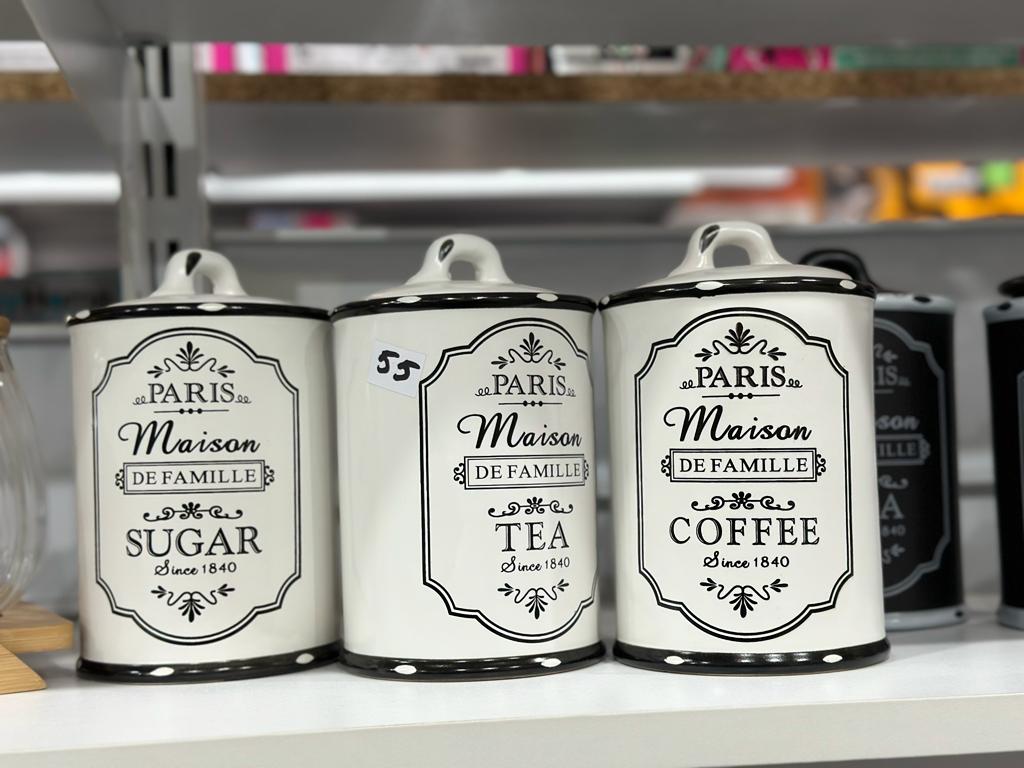 PARIS
Maison
DE FAMILLE
SUGAR
Since 1840
55
PARIS
Maison
DE FAMILLE
TEA
Since 1840
PARIS
Maison
DE FAMILLE
COFFEE
Since 1840